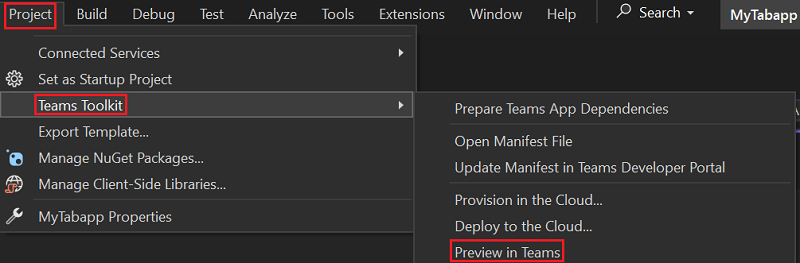 Project Build Debug Test Analyze Tools Extensions Window Help Search MyTabapp
Connected Services
Set as Startup Project
Teams Toolkit
Export Template...
Manage NuGet Packages...
Manage Client-Side Libraries...
MyTabapp Properties
Prepare Teams App Dependencies
Open Manifest File
Update Manifest in Teams Developer Portal
Provision in the Cloud...
Deploy to the Cloud...
Preview in Teams